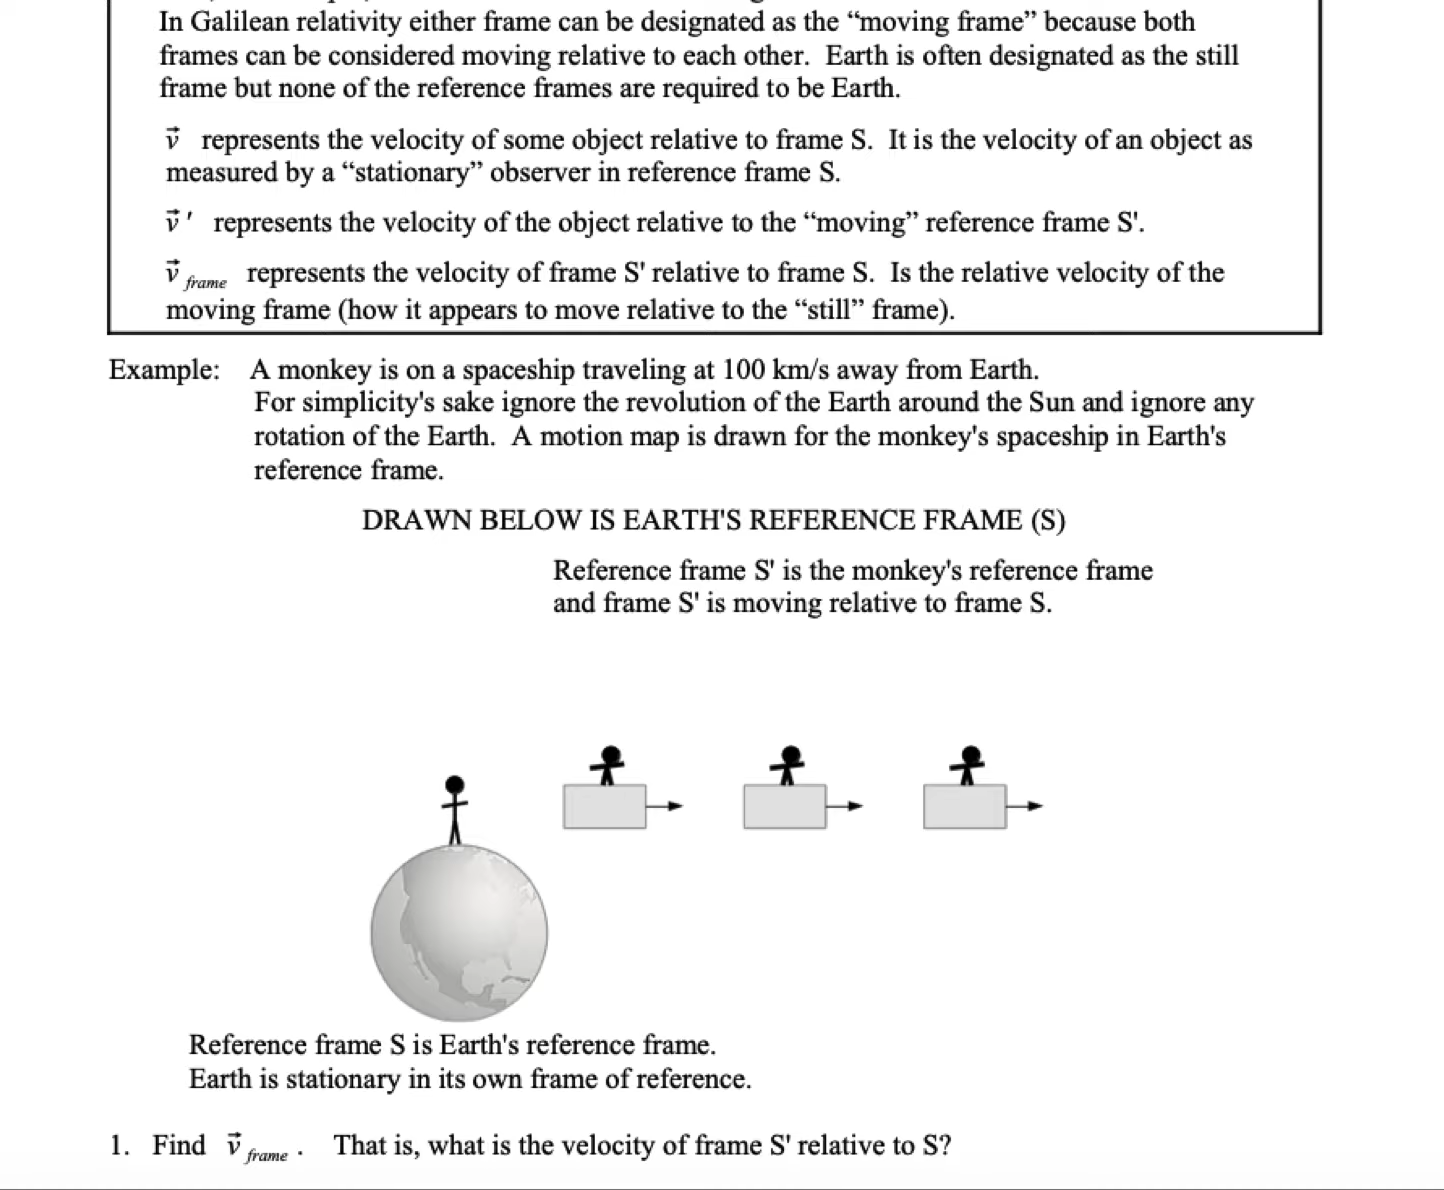 In Galilean relativity either frame can be designated as the “moving frame” because both
frames can be considered moving relative to each other.  Earth is often designated as the still
frame but none of the reference frames are required to be Earth.
v⃗ represents the velocity of some object relative to frame S.  It is the velocity of an object as
measured by a “stationary” observer in reference frame S.
v⃗ ′ represents the velocity of the object relative to the “moving” reference frame S'.
v⃗ frame represents the velocity of frame S' relative to frame S.  Is the relative velocity of the
moving frame (how it appears to move relative to the “still” frame).
Example: A monkey is on a spaceship traveling at 100 km/s away from Earth.
For simplicity's sake ignore the revolution of the Earth around the Sun and ignore any
rotation of the Earth.  A motion map is drawn for the monkey's spaceship in Earth's
reference frame.
DRAWN BELOW IS EARTH'S REFERENCE FRAME (S)
Reference frame S' is the monkey's reference frame
and frame S' is moving relative to frame S.
Reference frame S is Earth's reference frame.
Earth is stationary in its own frame of reference.
1. Find v⃗ frame . That is, what is the velocity of frame S' relative to S?